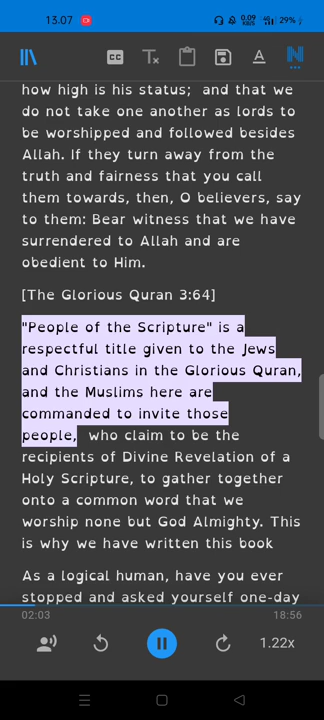 13.07
0.09
KB/S
29%
CC
A
N
how high is his status;  and that we
do not take one another as lords to
be worshipped and followed besides
Allah. If they turn away from the
truth and fairness that you call
them towards, then, O believers, say
to them: Bear witness that we have
surrendered to Allah and are
obedient to Him.
[The Glorious Quran 3:64]
"People of the Scripture" is a
respectful title given to the Jews
and Christians in the Glorious Quran,
and the Muslims here are
commanded to invite those
people,  who claim to be the
recipients of Divine Revelation of a
Holy Scripture, to gather together
onto a common word that we
worship none but God Almighty. This
is why we have written this book
As a logical human, have you ever
stopped and asked yourself one-day
02:03
18:56
1.22x